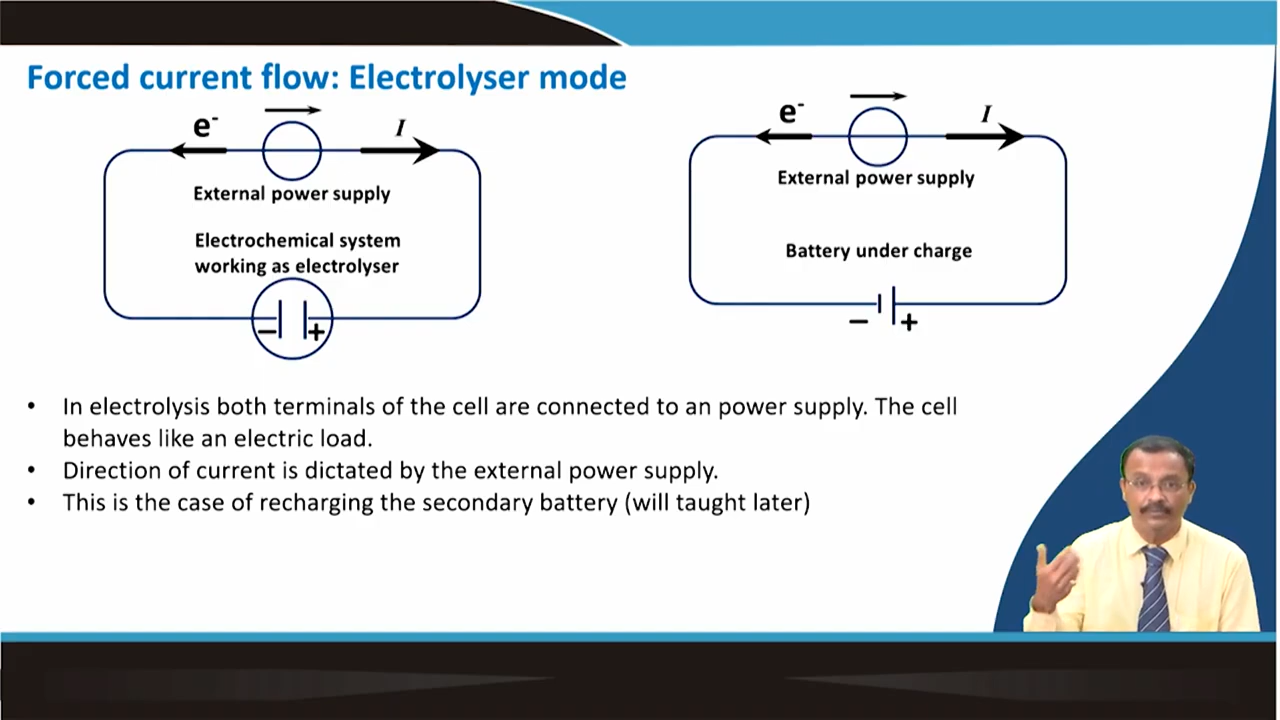 Forced current flow: Electrolyser mode
e-
I
External power supply
Electrochemical system
working as electrolyser
− +
e-
I
External power supply
Battery under charge
− +
• In electrolysis both terminals of the cell are connected to an power supply. The cell
behaves like an electric load.
• Direction of current is dictated by the external power supply.
• This is the case of recharging the secondary battery (will taught later)